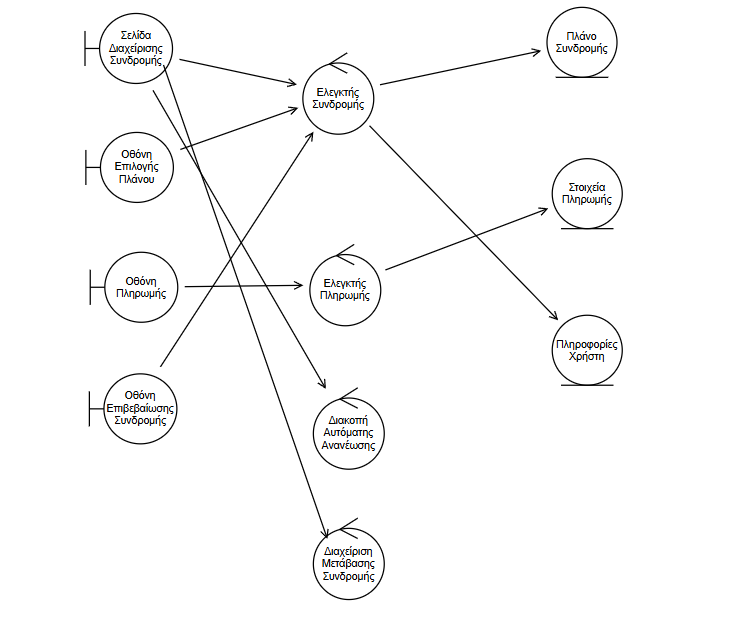 Σελίδα
Διαχείρισης
Συνδρομής
Οθόνη
Επιλογής
Πλάνου
Οθόνη
Πληρωμής
Οθόνη
Επιβεβαίωσης
Συνδρομής
Ελεγκτής
Συνδρομής
Ελεγκτής
Πληρωμής
Διακοπή
Αυτόματης
Ανανέωσης
Διαχείριση
Μετάβασης
Συνδρομής
Πλάνο
Συνδρομής
Στοιχεία
Πληρωμής
Πληροφορίες
Χρήστη